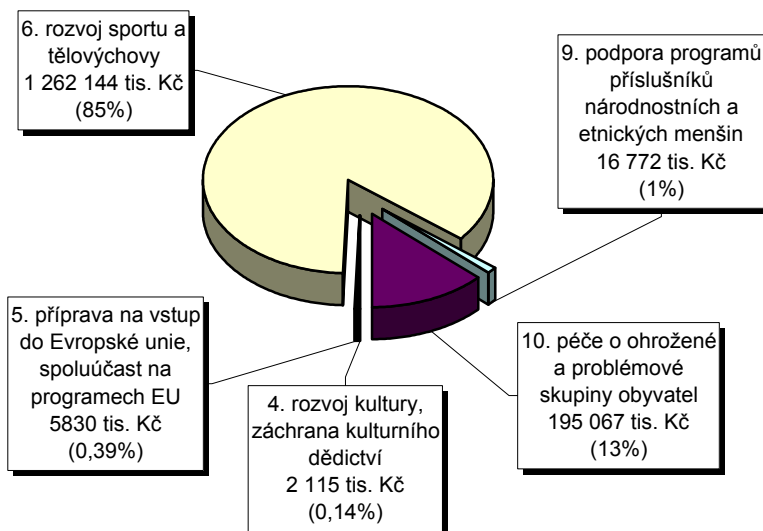 6. rozvoj sportu a
tělovýchovy
1 262 144 tis. Kč
(85%)
9. podpora programů
příslušníků
národnostních a
etnických menšin
16 772 tis. Kč
(1%)
5. příprava na vstup
do Evropské unie,
spoluúčast na
programech EU
5830 tis. Kč
(0,39%)
4. rozvoj kultury,
záchrana kulturního
dědictví
2 115 tis. Kč
(0,14%)
10. péče o ohrožené
a problémové
skupiny obyvatel
195 067 tis. Kč
(13%)